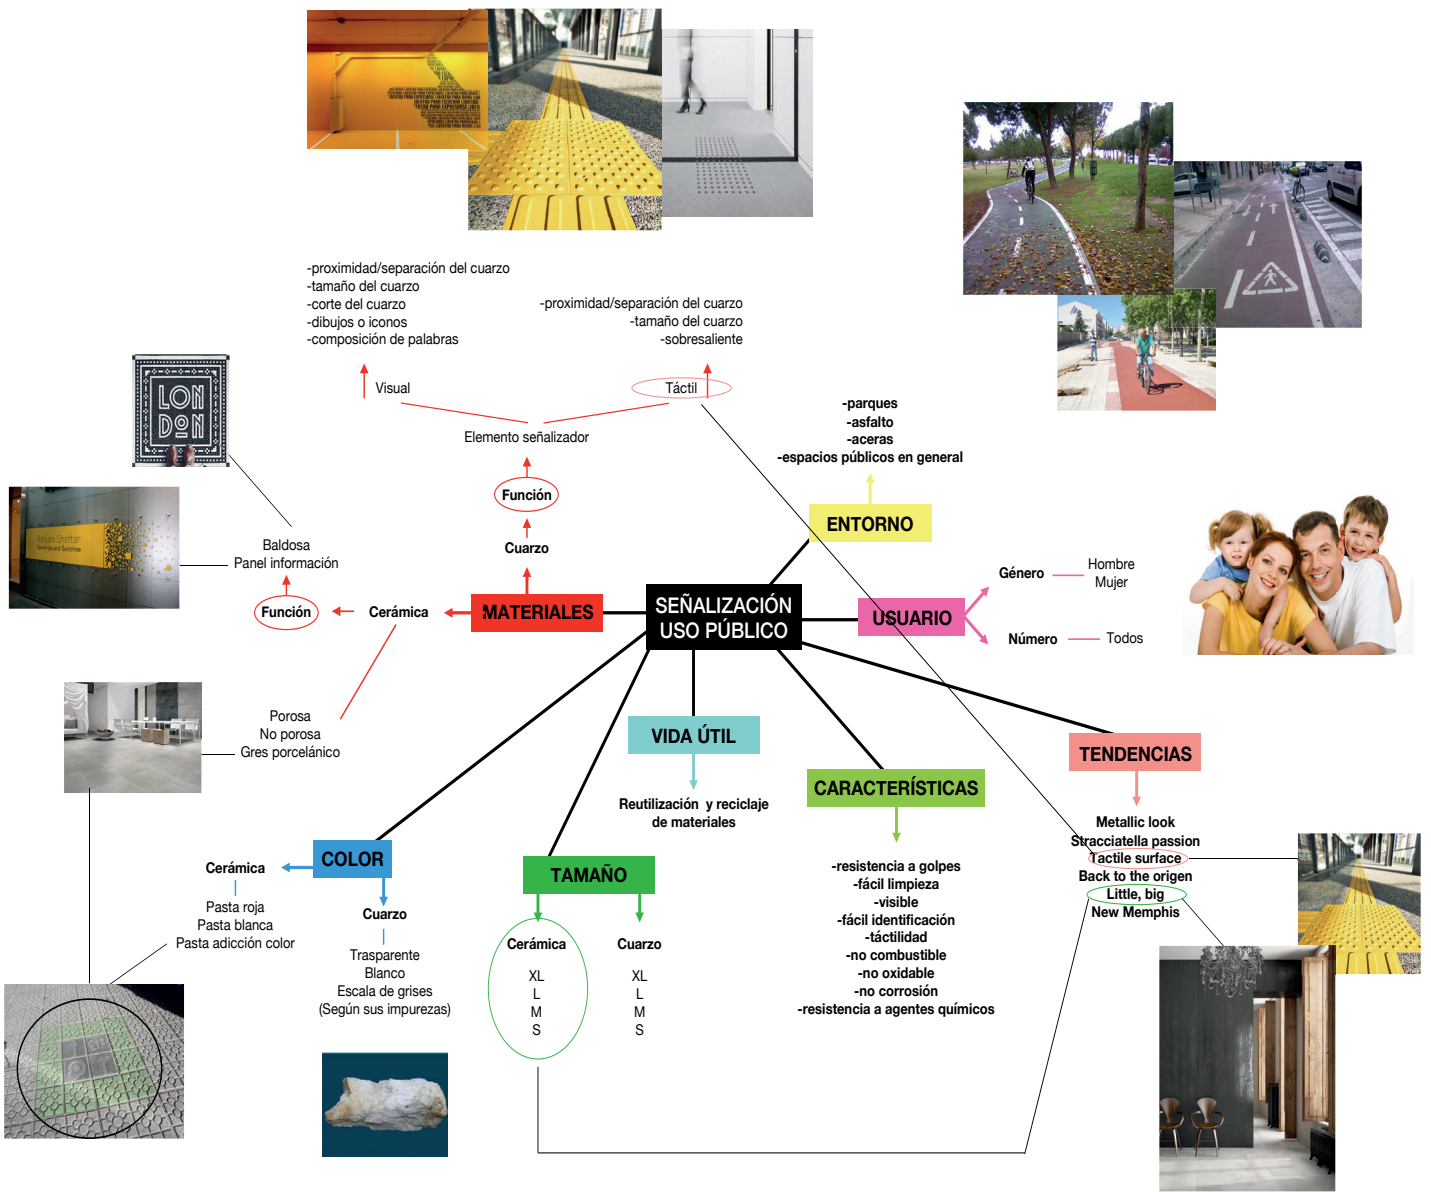 -proximidad/separación del cuarzo
-tamaño del cuarzo
-corte del cuarzo
-dibujos o iconos
-composición de palabras
-proximidad/separación del cuarzo
-tamaño del cuarzo
-sobresaliente
Visual
Táctil
Elemento señalizador
Función
Cuarzo
LON
DON
Ranjani Shettar
Dewdrops and Sunshine
Baldosa
Panel información
Función
Cerámica
MATERIALES
SEÑALIZACIÓN
USO PÚBLICO
-parques
-asfalto
-aceras
-espacios públicos en general
ENTORNO
USUARIO
Género
Hombre
Mujer
Número
Todos
Porosa
No porosa
Gres porcelánico
VIDA ÚTIL
Reutilización y reciclaje
de materiales
CARACTERÍSTICAS
-resistencia a golpes
-fácil limpieza
-visible
-fácil identificación
-táctilidad
-no combustible
-no oxidable
-no corrosión
-resistencia a agentes químicos
TENDENCIAS
Metallic look
Stracciatella passion
Tactile surface
Back to the origen
Little, big
New Memphis
COLOR
Cerámica
Pasta roja
Pasta blanca
Pasta adicción color
Cuarzo
Trasparente
Blanco
Escala de grises
(Según sus impurezas)
TAMAÑO
Cerámica
XL
L
M
S
Cuarzo
XL
L
M
S